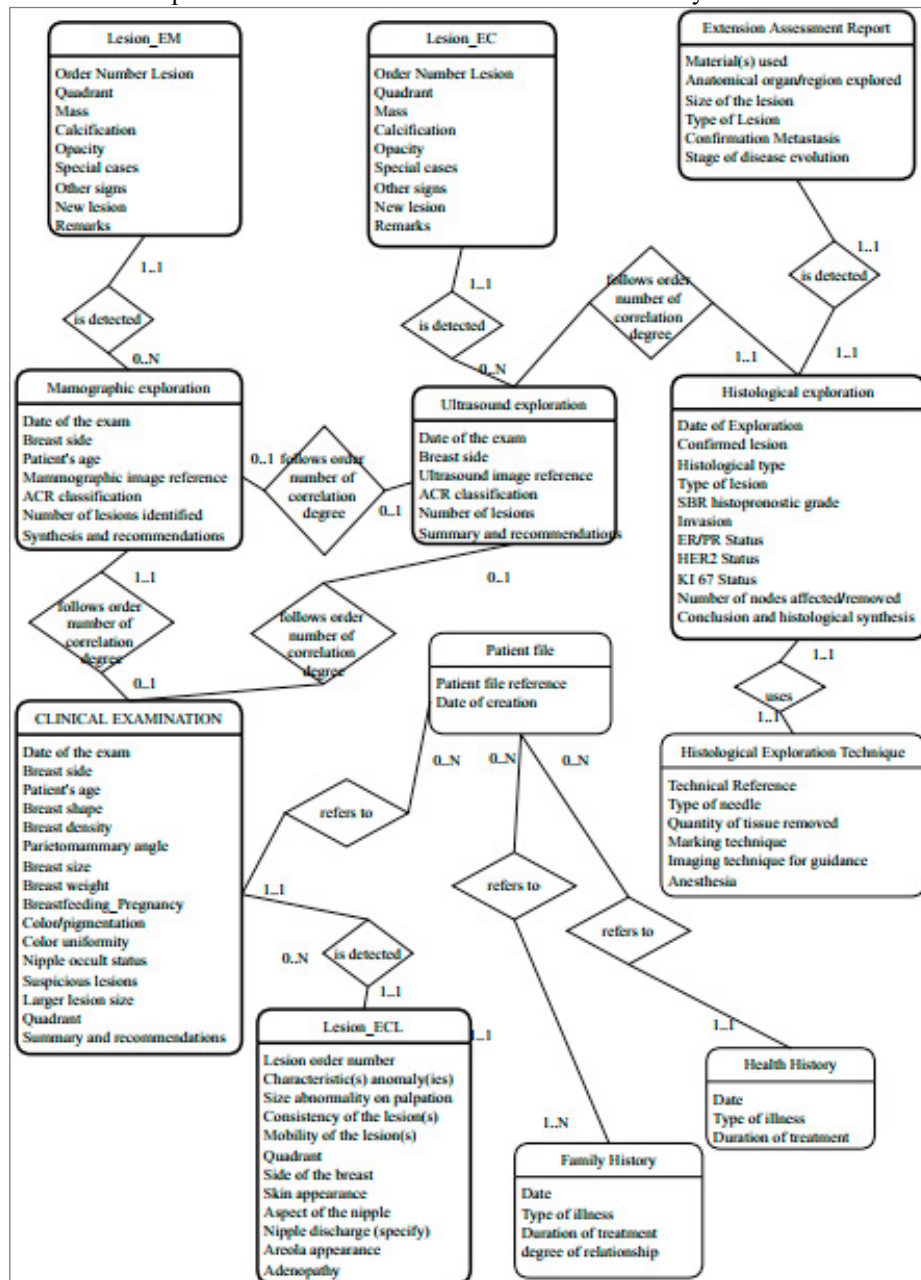 Lesion_EM
Order Number Lesion
Quadrant
Mass
Calcification
Opacity
Special cases
Other signs
New lesion
Remarks
Lesion_EC
Order Number Lesion
Quadrant
Mass
Calcification
Opacity
Special cases
Other signs
New lesion
Remarks
Extension Assessment Report
Material(s) used
Anatomical organ/region explored
Size of the lesion
Type of Lesion
Confirmation Metastasis
Stage of disease evolution
1..1
is detected
0..N
1..1
is detected
0..N
follows order
number of
correlation
degree
1..1
1..1
is detected
1..1
Mamographic exploration
Date of the exam
Breast side
Patient's age
Mammographic image reference
ACR classification
Number of lesions identified
Synthesis and recommendations
0..1
follows order
number of
correlation
degree
0..1
Ultrasound exploration
Date of the exam
Breast side
Ultrasound image reference
ACR classification
Number of lesions
Summary and recommendations
Histological exploration
Date of Exploration
Confirmed lesion
Histological type
Type of lesion
SBR histopronostic grade
Invasion
ER/PR Status
HER2 Status
KI 67 Status
Number of nodes affected/removed
Conclusion and histological synthesis
1..1
follows order
number of
correlation
degree
0..1
0..1
follows order
number of
correlation
degree
1..1
uses
1..1
Histological Exploration Technique
Technical Reference
Type of needle
Quantity of tissue removed
Marking technique
Imaging technique for guidance
Anesthesia
Patient file
Patient file reference
Date of creation
0..N
0..N
0..N
refers to
refers to
refers to
CLINICAL EXAMINATION
Date of the exam
Breast side
Patient's age
Breast shape
Breast density
Parietomammary angle
Breast size
Breast weight
Breastfeeding_Pregnancy
Color/pigmentation
Color uniformity
Nipple occult status
Suspicious lesions
Larger lesion size
Quadrant
Summary and recommendations
1..1
0..N
is detected
1..1
Lesion_ECL
1..1
Lesion order number
Characteristic(s) anomaly(ies)
Size abnormality on palpation
Consistency of the lesion(s)
Mobility of the lesion(s)
Quadrant
Side of the breast
Skin appearance
Aspect of the nipple
Nipple discharge (specify)
Areola appearance
Adenopathy
1..1
Health History
Date
Type of illness
Duration of treatment
1..N
Family History
Date
Type of illness
Duration of treatment
degree of relationship